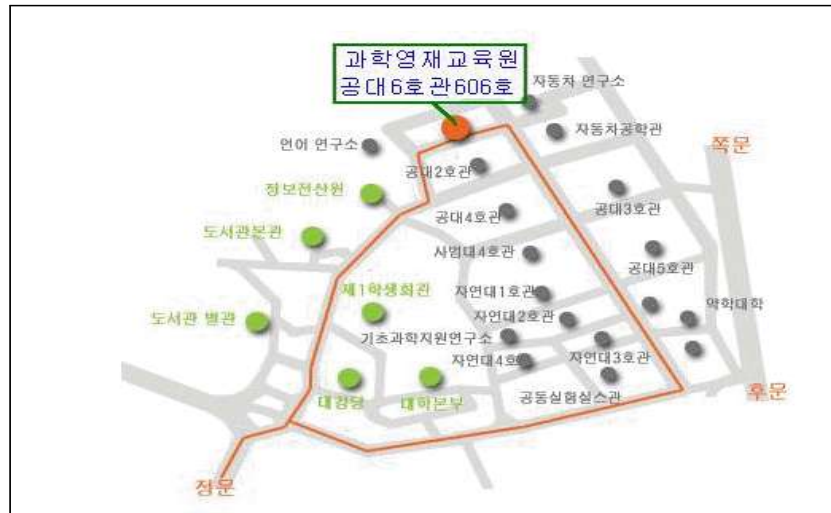 과학영재교육원
공대6호관606호
자동차 연구소
자동차공학관
언어 연구소
쪽문
공대2호관
정보전산원
공대3호관
공대4호관
도서관본관
사범대4호관
공대5호관
제1학생회관
자연대1호관
약학대학
도서관 별관
자연대2호관
기초과학지원연구소
자연대4호
자연대3호관
대강당
대학본부
공동실험실스관
후문
정문